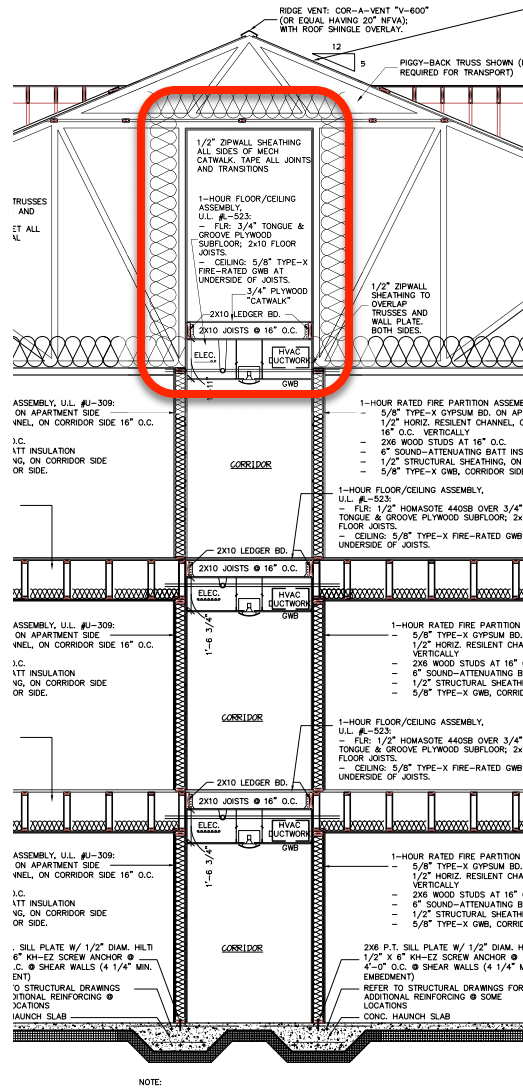 RIDGE VENT: COR-A-VENT "V-600"
(OR EQUAL HAVING 20" NFVA);
WITH ROOF SHINGLE OVERLAY.
12
5
PIGGY-BACK TRUSS SHOWN (
REQUIRED FOR TRANSPORT)
1/2" ZIPWALL SHEATHING
ALL SIDES OF MECH
CATWALK. TAPE ALL JOINTS
AND TRANSITIONS
TRUSSES
AND
ET ALL
AL
1-HOUR FLOOR/CEILING
ASSEMBLY,
U.L. #L-523:
- FLR: 3/4" TONGUE &
GROOVE PLYWOOD
SUBFLOOR; 2x10 FLOOR
JOISTS.
- CEILING: 5/8" TYPE-X
FIRE-RATED GWB AT
UNDERSIDE OF JOISTS.
3/4" PLYWOOD
"CATWALK"
1/2" ZIPWALL
SHEATHING TO
OVERLAP
TRUSSES AND
WALL PLATE.
BOTH SIDES.
2X10 LEDGER BD.
2X10 JOISTS @ 16" O.C.
ELEC.
HVAC
DUCTWORK
GWB
ASSEMBLY, U.L. #U-309:
ON APARTMENT SIDE
NNEL, ON CORRIDOR SIDE 16" O.C.
O.C.
ATT INSULATION
NG, ON CORRIDOR SIDE
OR SIDE.
CORRIDOR
1-HOUR RATED FIRE PARTITION ASSEMB
- 5/8" TYPE-X GYPSUM BD. ON AP
1/2" HORIZ. RESILENT CHANNEL, C
16" O.C. VERTICALLY
- 2X6 WOOD STUDS AT 16" O.C.
- 6" SOUND-ATTENUATING BATT INS
- 1/2" STRUCTURAL SHEATHING, ON
- 5/8" TYPE-X GWB, CORRIDOR SIDE
1-HOUR FLOOR/CEILING ASSEMBLY,
U.L. #L-523:
- FLR: 1/2" HOMASOTE 440SB OVER 3/4"
TONGUE & GROOVE PLYWOOD SUBFLOOR; 2x
FLOOR JOISTS.
- CEILING: 5/8" TYPE-X FIRE-RATED GWB
UNDERSIDE OF JOISTS.
2X10 LEDGER BD.
2X10 JOISTS @ 16" O.C.
ELEC.
HVAC
DUCTWORK
GWB
1'-6 3/4"
ASSEMBLY, U.L. #U-309:
ON APARTMENT SIDE
NNEL, ON CORRIDOR SIDE 16" O.C.
O.C.
ATT INSULATION
NG, ON CORRIDOR SIDE
OR SIDE.
CORRIDOR
1-HOUR RATED FIRE PARTITION
- 5/8" TYPE-X GYPSUM BD.
1/2" HORIZ. RESILENT CHA
VERTICALLY
- 2X6 WOOD STUDS AT 16"
- 6" SOUND-ATTENUATING B
- 1/2" STRUCTURAL SHEATH
- 5/8" TYPE-X GWB, CORRID
1-HOUR FLOOR/CEILING ASSEMBLY,
U.L. #L-523:
- FLR: 1/2" HOMASOTE 440SB OVER 3/4"
TONGUE & GROOVE PLYWOOD SUBFLOOR; 2x
FLOOR JOISTS.
- CEILING: 5/8" TYPE-X FIRE-RATED GWB
UNDERSIDE OF JOISTS.
2X10 LEDGER BD.
2X10 JOISTS @ 16" O.C.
ELEC.
HVAC
DUCTWORK
GWB
1'-6 3/4"
ASSEMBLY, U.L. #U-309:
ON APARTMENT SIDE
NNEL, ON CORRIDOR SIDE 16" O.C.
O.C.
ATT INSULATION
NG, ON CORRIDOR SIDE
OR SIDE.
CORRIDOR
1-HOUR RATED FIRE PARTITION
- 5/8" TYPE-X GYPSUM BD.
1/2" HORIZ. RESILENT CHA
VERTICALLY
- 2X6 WOOD STUDS AT 16"
- 6" SOUND-ATTENUATING B
- 1/2" STRUCTURAL SHEATH
- 5/8" TYPE-X GWB, CORRID
. SILL PLATE W/ 1/2" DIAM. HILTI
6" KH-EZ SCREW ANCHOR @
.C. @ SHEAR WALLS (4 1/4" MIN.
ENT)
TO STRUCTURAL DRAWINGS
DITIONAL REINFORCING @
OCATIONS
HAUNCH SLAB
2X6 P.T. SILL PLATE W/ 1/2" DIAM. H
1/2" X 6" KH-EZ SCREW ANCHOR @
4'-0" O.C. @ SHEAR WALLS (4 1/4" M
EMBEDMENT)
REFER TO STRUCTURAL DRAWINGS FOR
ADDITIONAL REINFORCING @ SOME
LOCATIONS
CONC. HAUNCH SLAB
NOTE: